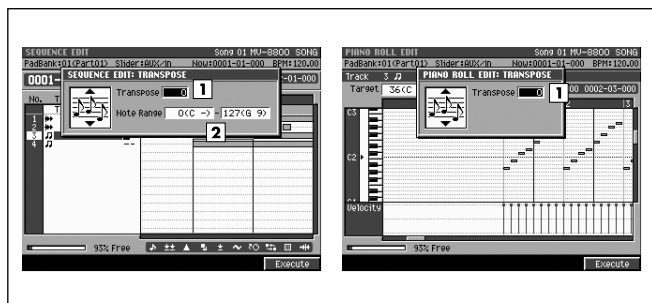 SEQUENCE EDIT Song 01 MV-8800 SONG
PadBank:01(Part01) Slider:AUX/in Now:0001-01-000 BPM:120.00
0001- -01-000
SEQUENCE EDIT: TRANSPOSE
Transpose 0 1
Note Range 0(C -)-127(G 9)
2
No. T
1
2
3
4
93% Free
Execute
PIANO ROLL EDIT Song 01 MV-8800 SONG
PadBank:01(Part01) Slider:AUX/in Now:0001-01-000 BPM:120.00
Track 3
PIANO ROLL EDIT: TRANSPOSE
Target 36(C 00 0002-03-000
Transpose 0 1
2 3
C3
C2
C1
Velocity
93% Free
Execute